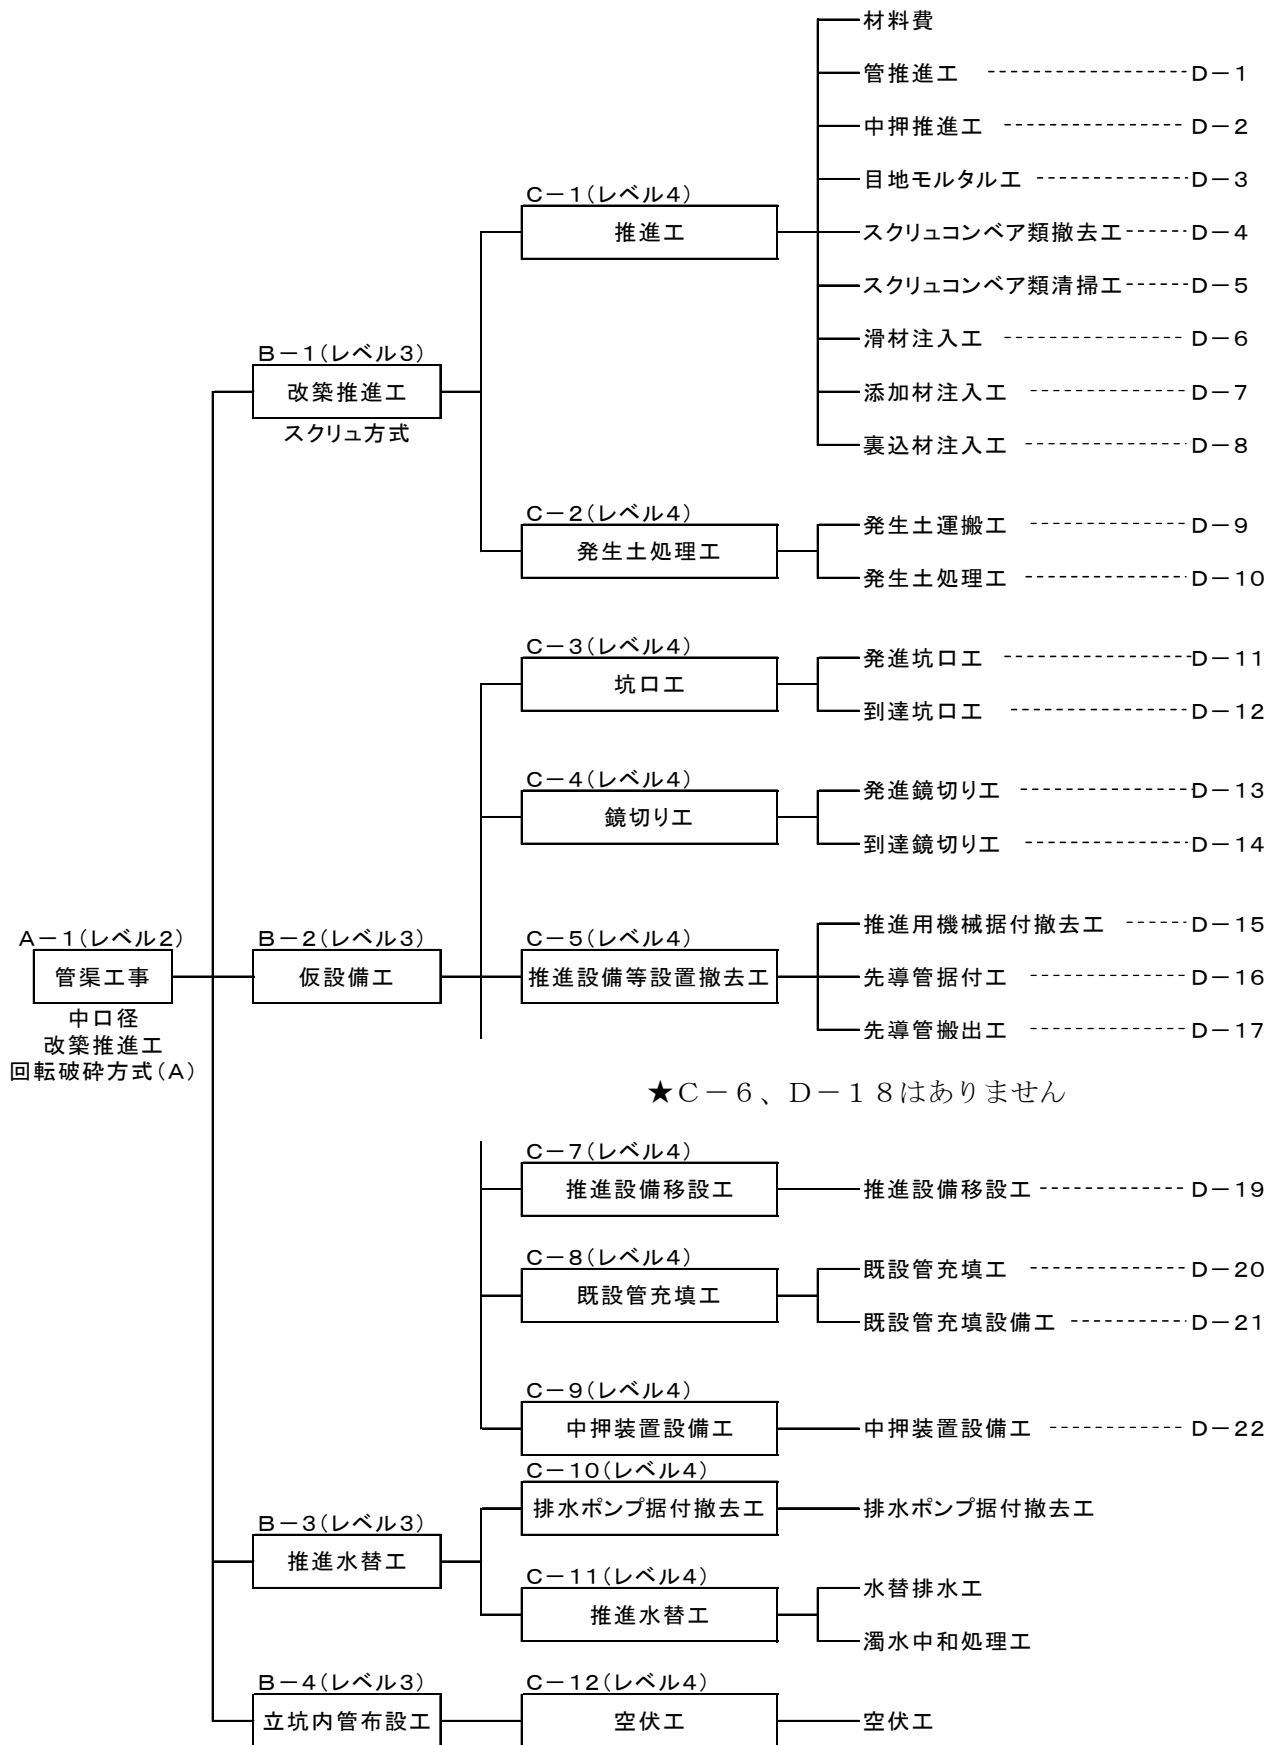 材料費
管推進工 D－1
中押推進工 D－2
目地モルタル工 D－3
C－1(レベル4)
推進工
スクリュコンベア類撤去工 D－4
スクリュコンベア類清掃工 D－5
滑材注入工 D－6
B－1(レベル3)
改築推進工
スクリュ方式
添加材注入工 D－7
裏込材注入工 D－8
C－2(レベル4)
発生土処理工
発生土運搬工 D－9
発生土処理工 D－10
C－3(レベル4)
坑口工
発進坑口工 D－11
到達坑口工 D－12
C－4(レベル4)
鏡切り工
発進鏡切り工 D－13
到達鏡切り工 D－14
A－1(レベル2)
管渠工事
中口径
改築推進工
回転破砕方式(A)
B－2(レベル3)
仮設備工
C－5(レベル4)
推進設備等設置撤去工
推進用機械据付撤去工 D－15
先導管据付工 D－16
先導管搬出工 D－17
★C－6、D－18はありません
C－7(レベル4)
推進設備移設工
推進設備移設工 D－19
C－8(レベル4)
既設管充填工
既設管充填工 D－20
既設管充填設備工 D－21
C－9(レベル4)
中押装置設備工
中押装置設備工 D－22
B－3(レベル3)
推進水替工
C－10(レベル4)
排水ポンプ据付撤去工
排水ポンプ据付撤去工
C－11(レベル4)
推進水替工
水替排水工
濁水中和処理工
B－4(レベル3)
立坑内管布設工
C－12(レベル4)
空伏工
空伏工